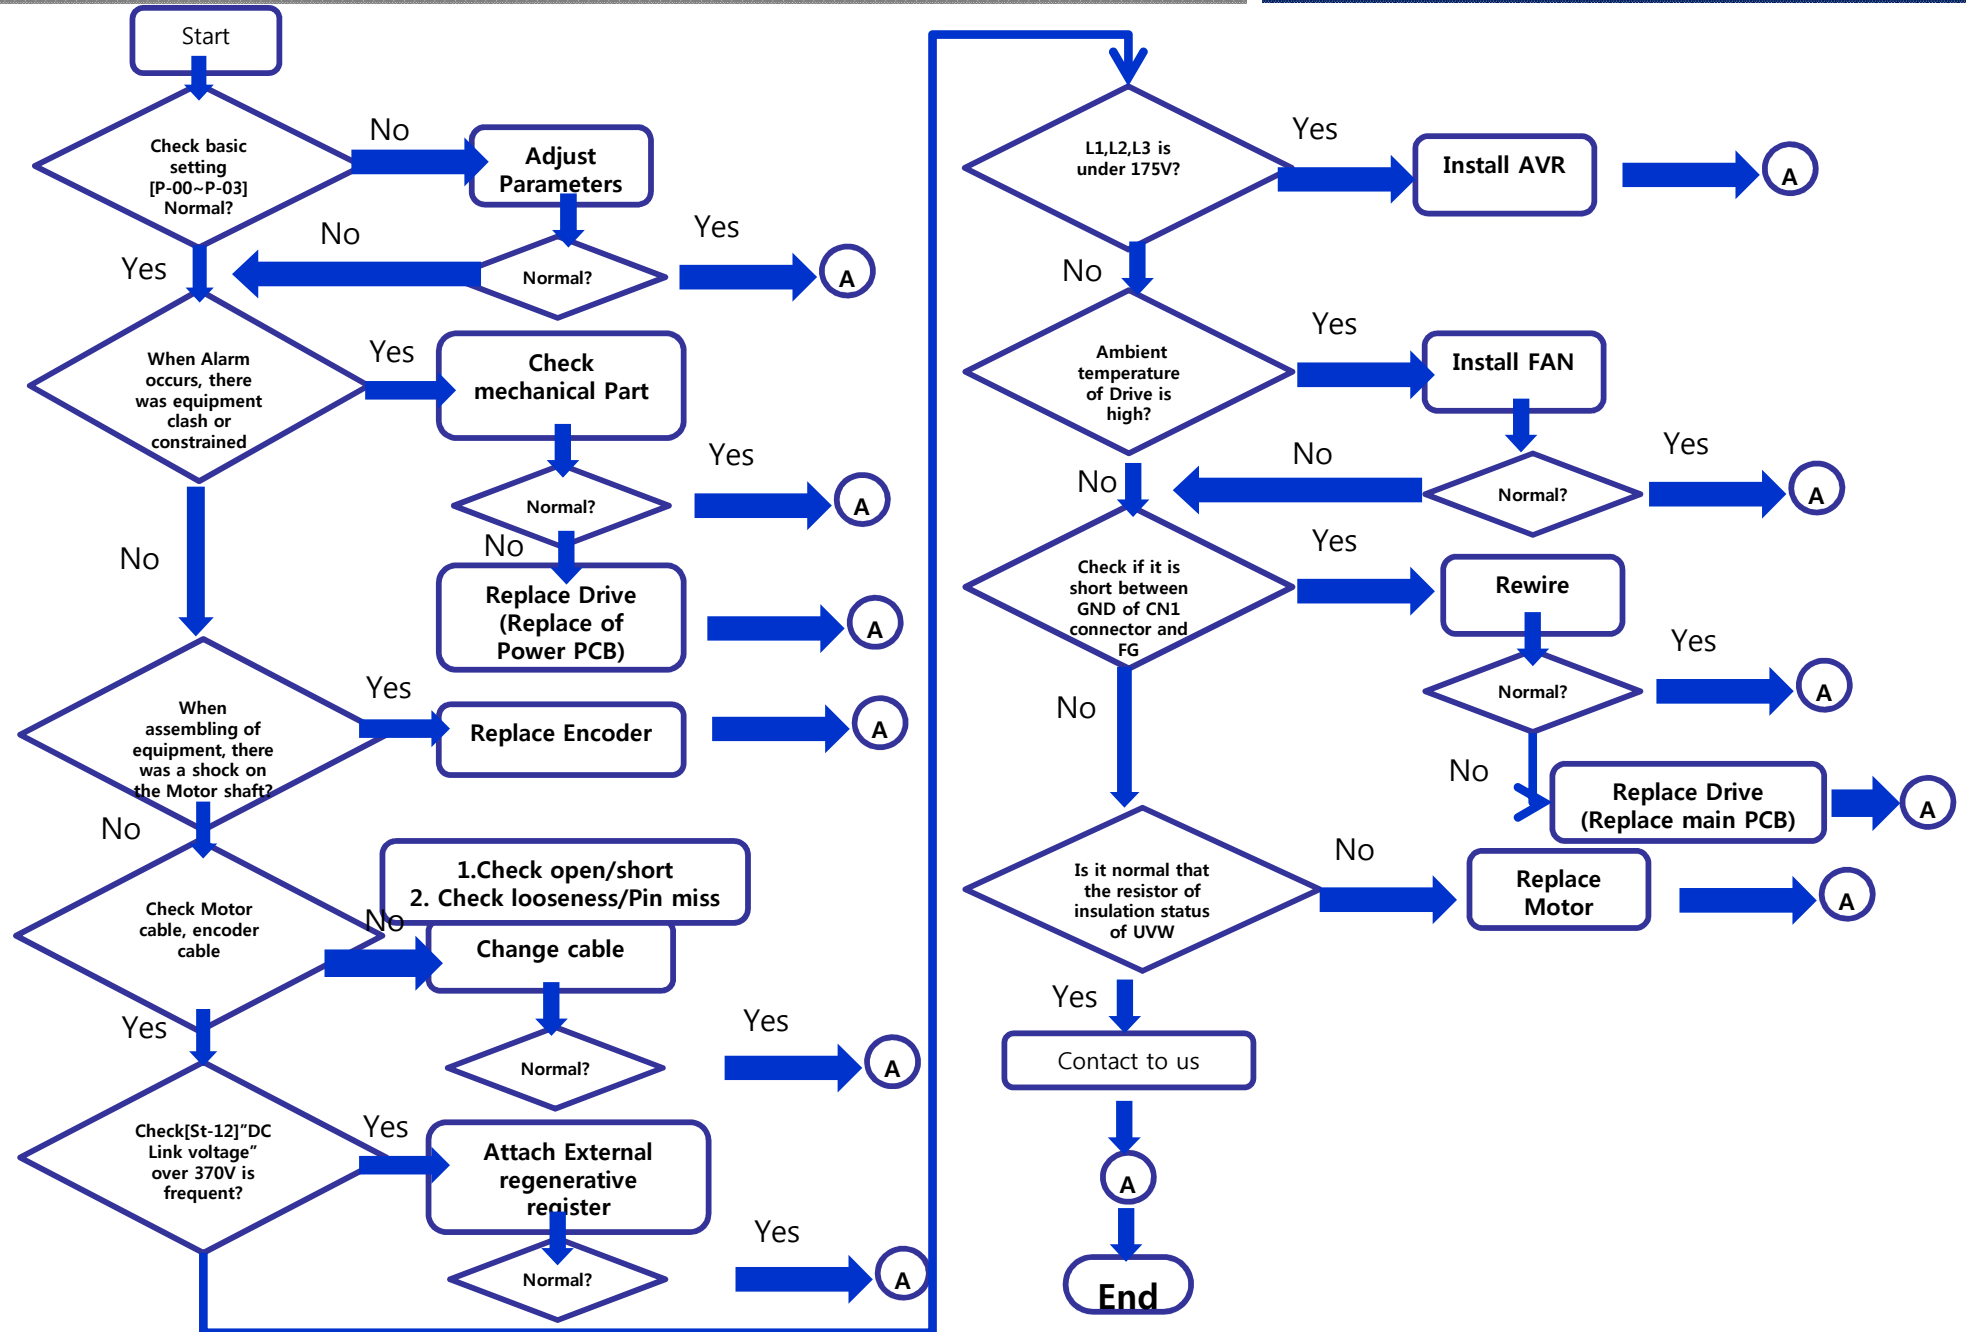 Start
Check basic
setting
[P-00~P-03]
Normal?
No
Adjust
Parameters
No
Normal?
Yes
A
Yes
When Alarm
occurs, there
was equipment
clash or
constrained
Yes
Check
mechanical Part
Normal?
Yes
A
No
Replace Drive
(Replace of
Power PCB)
A
No
When
assembling of
equipment, there
was a shock on
the Motor shaft?
Yes
Replace Encoder
A
No
Check Motor
cable, encoder
cable
1.Check open/short
2. Check looseness/Pin miss
No
Change cable
Normal?
Yes
A
Yes
Check[St-12]"DC
Link voltage"
over 370V is
frequent?
Yes
Attach External
regenerative
register
Normal?
Yes
A
L1,L2,L3 is
under 175V?
Yes
Install AVR
A
No
Ambient
temperature
of Drive is
high?
Yes
Install FAN
No
Normal?
Yes
A
No
Check if it is
short between
GND of CN1
connector and
FG
Yes
Rewire
Normal?
Yes
A
No
Replace Drive
(Replace main PCB)
A
No
Is it normal that
the resistor of
insulation status
of UVW
No
Replace
Motor
A
Yes
Contact to us
A
End